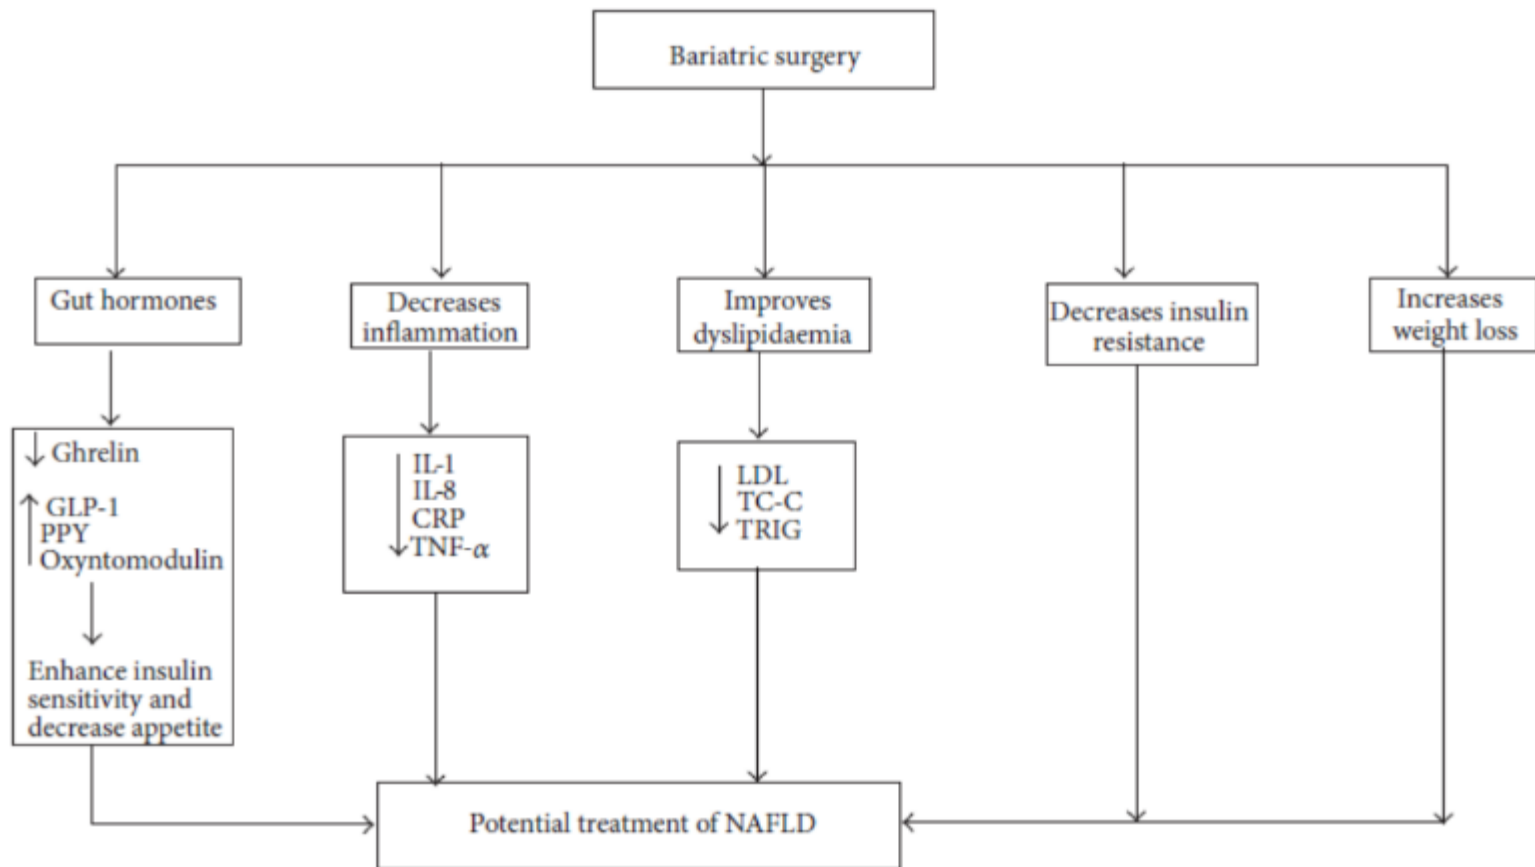 Bariatric surgery
Gut hormones
Decreases
inflammation
Improves
dyslipidaemia
Decreases insulin
resistance
Increases
weight loss
Ghrelin
GLP-1
PPY
Oxyntomodulin
Enhance insulin
sensitivity and
decrease appetite
IL-1
IL-8
CRP
TNF-α
LDL
TC-C
TRIG
Potential treatment of NAFLD